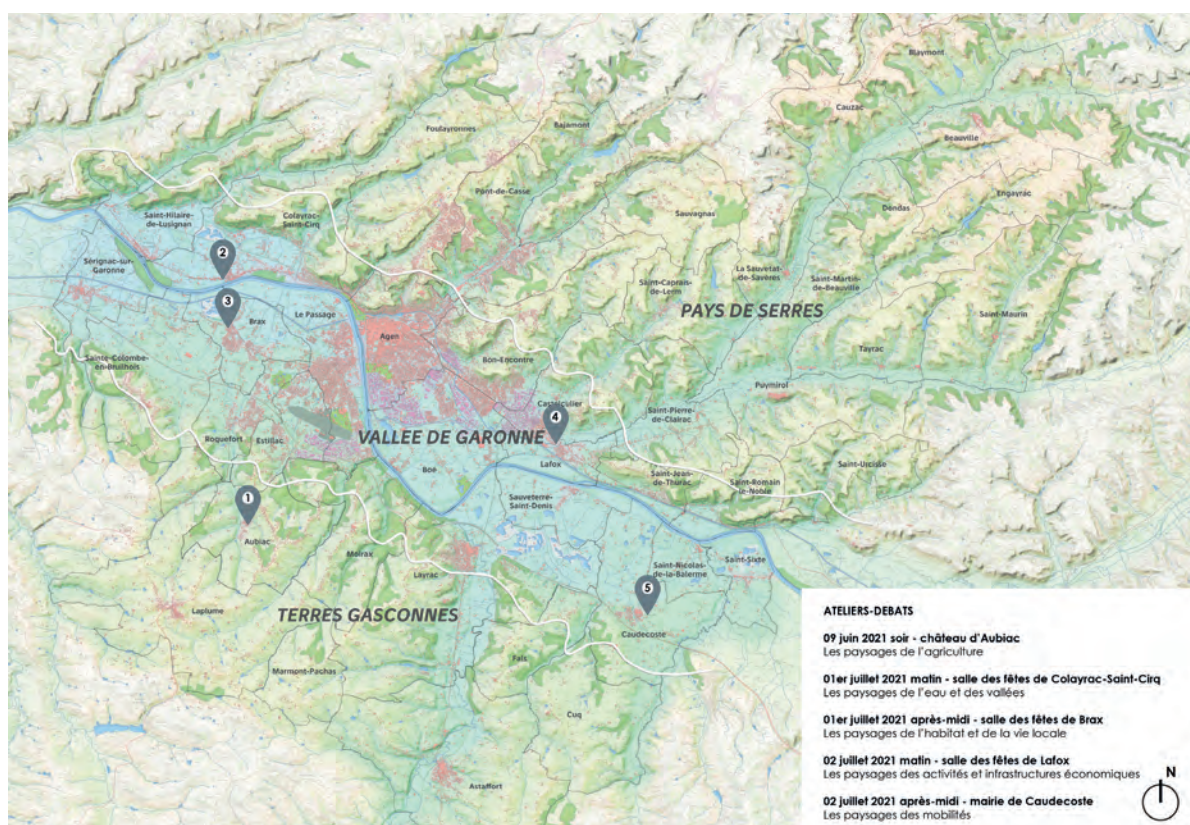 Blaymont
Cauzac
Foulayronnes
Bajamont
Beauville
Pont-de-Casse
Engayrac
Saint-Hilaire-
de-Lusignan
Colayrac-
Saint-Cirq
Sauvagnas
Dondas
2
Sérignac-sur-
Garonne
La Sauvetat-
de-Savères
Saint-Martin-
de-Beauville
Saint-Caprais-
de-Lerm
3
Brax
Le Passage
PAYS DE SERRES
Saint-Maurin
Agen
Sainte-Colombe-
en-Bruilhois
Bon-Encontre
Tayrac
Puymirol
Castelculier
4
Saint-Pierre-
de-Clairac
Roquefort
Estillac
VALLEE DE GARONNE
Boé
Lafox
Saint-Jean-
de-Thurac
Saint-Urcisse
Saint-Romain
le-Noble
1
Sauveterre-
Saint-Denis
Aubiac
Moirax
Layrac
Saint-Nicolas-
de-la-Balerme
Saint-Sixte
5
Laplume
TERRES GASCONNES
Caudecoste
Fals
Marmont-Pachas
Cuq
Astaffort
ATELIERS-DEBATS
09 juin 2021 soir - château d'Aubiac
Les paysages de l'agriculture
01er juillet 2021 matin - salle des fêtes de Colayrac-Saint-Cirq
Les paysages de l'eau et des vallées
01er juillet 2021 après-midi - salle des fêtes de Brax
Les paysages de l'habitat et de la vie locale
02 juillet 2021 matin - salle des fêtes de Lafox
Les paysages des activités et infrastructures économiques
02 juillet 2021 après-midi - mairie de Caudecoste
Les paysages des mobilités
N